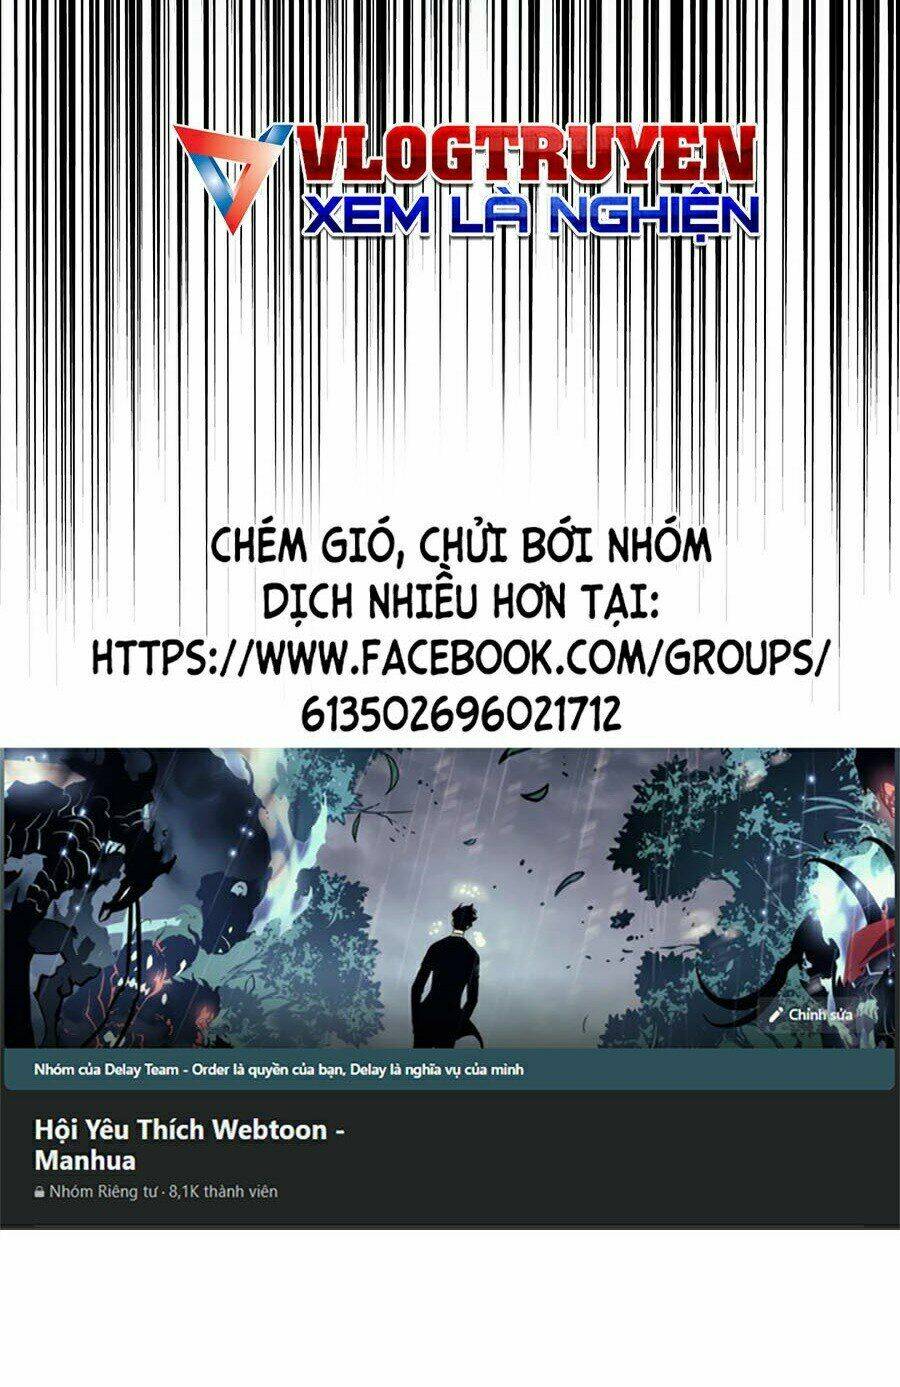 VLOGTRUYEN
XEM LÀ NGHIỆN
CHÉM GIÓ, CHỬI BỚI NHÓM
DỊCH NHIỀU HƠN TẠI:
HTTPS://WWW.FACEBOOK.COM/GROUPS/
613502696021712
Chỉnh sửa
Nhóm của Delay Team - Order là quyền của bạn, Delay là nghĩa vụ của mình
Hội Yêu Thích Webtoon -
Manhua
Nhóm Riêng tư · 8,1K thành viên